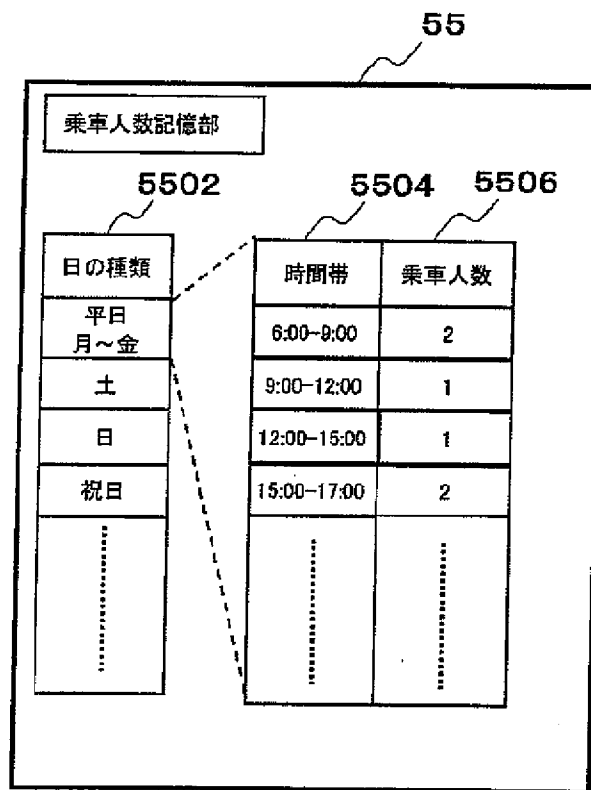 55
乗車人数記憶部
5502
5504
5506
日の種類
平日
月～金
土
日
祝日
時間帯
乗車人数
6:00-9:00
2
9:00-12:00
1
12:00-15:00
1
15:00-17:00
2